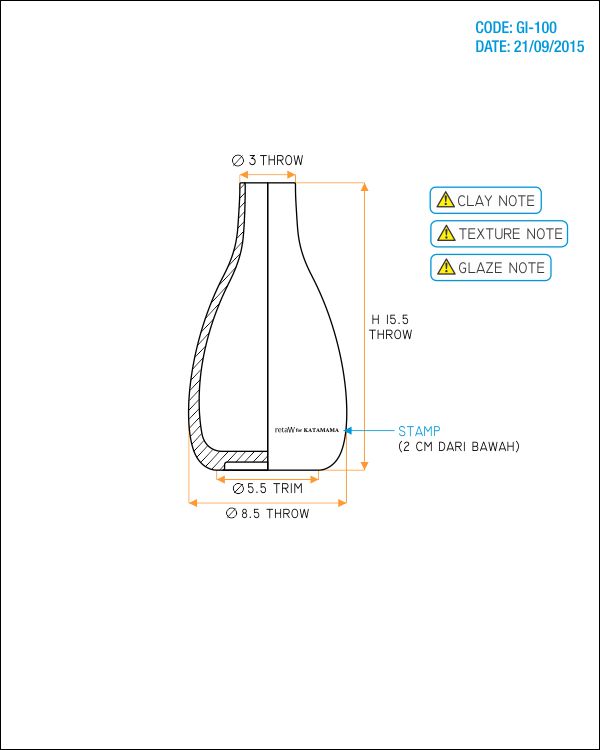 CODE: GI-100
DATE: 21/09/2015
Ø 3 THROW
CLAY NOTE
TEXTURE NOTE
GLAZE NOTE
H 15.5
THROW
retaW for KATAMAMA
STAMP
(2 CM DARI BAWAH)
Ø 5.5 TRIM
Ø 8.5 THROW